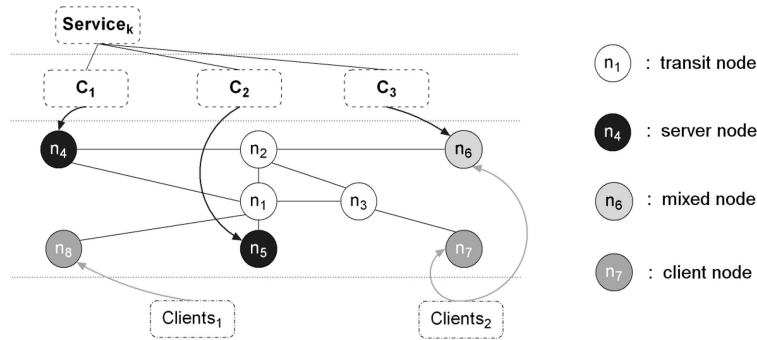 Service_k
C_1
C_2
C_3
n_4
n_2
n_6
n_1
n_3
n_8
n_5
n_7
Clients_1
Clients_2
n_1 : transit node
n_4 : server node
n_6 : mixed node
n_7 : client node